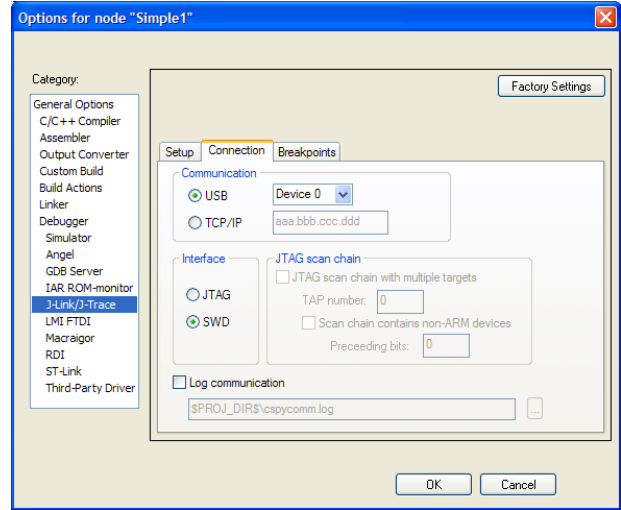 Options for node "Simple1"
Category:
Factory Settings
General Options
C/C++ Compiler
Assembler
Output Converter
Custom Build
Build Actions
Linker
Debugger
Simulator
Angel
GDB Server
IAR ROM-monitor
J-Link/J-Trace
LMI FTDI
Macraigor
RDI
ST-Link
Third-Party Driver
Setup Connection Breakpoints
Communication
USB Device 0
TCP/IP aaa.bbb.ccc.ddd
Interface
JTAG
SWD
JTAG scan chain
JTAG scan chain with multiple targets
TAP number: 0
Scan chain contains non-ARM devices
Preceeding bits: 0
Log communication
$PROJ_DIR$\cspycomm.log ...
OK Cancel